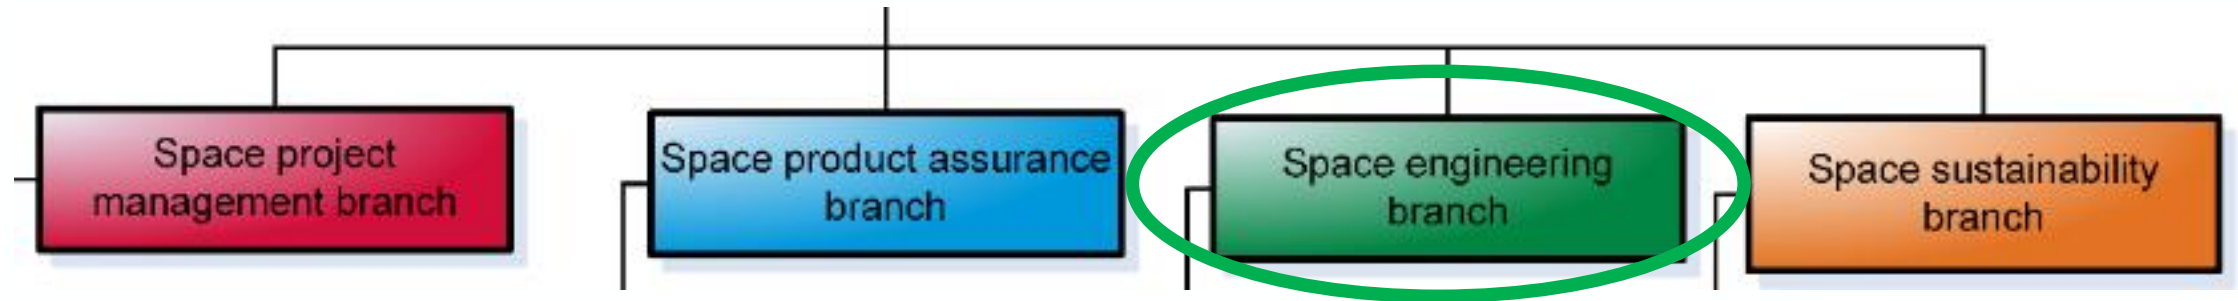 Space project
management branch
Space product assurance
branch
Space engineering
branch
Space sustainability
branch